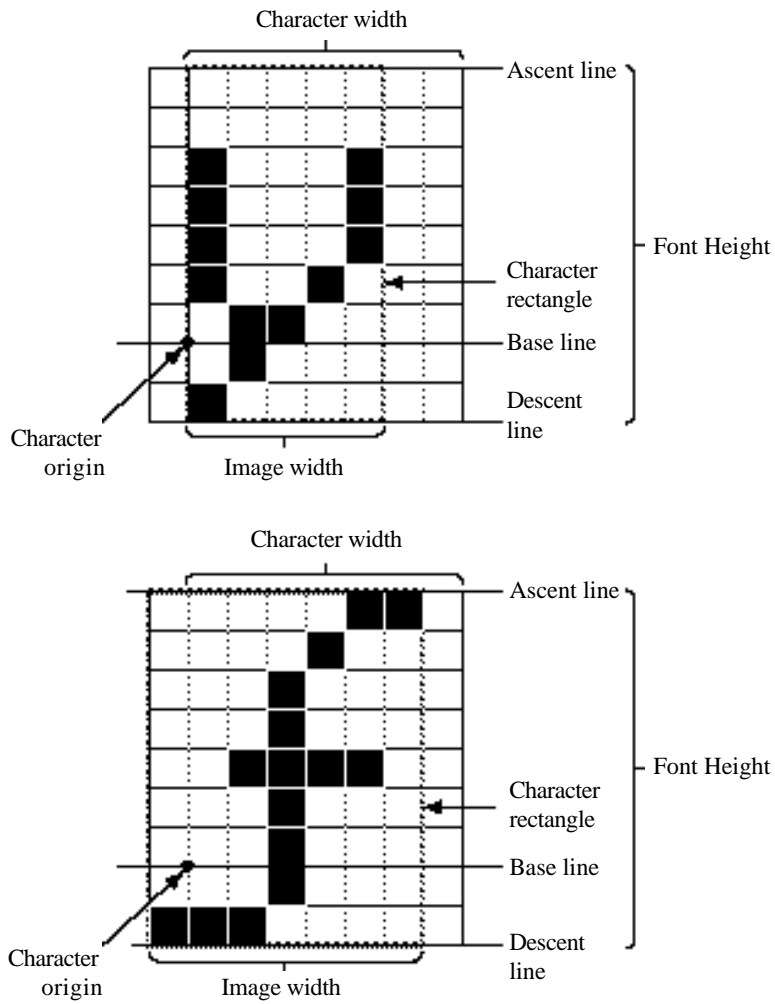 Character width
Ascent line
Font Height
Character
rectangle
Base line
Descent
line
Character
origin
Image width
Character width
Ascent line
Font Height
Character
rectangle
Base line
Descent
line
Character
origin
Image width